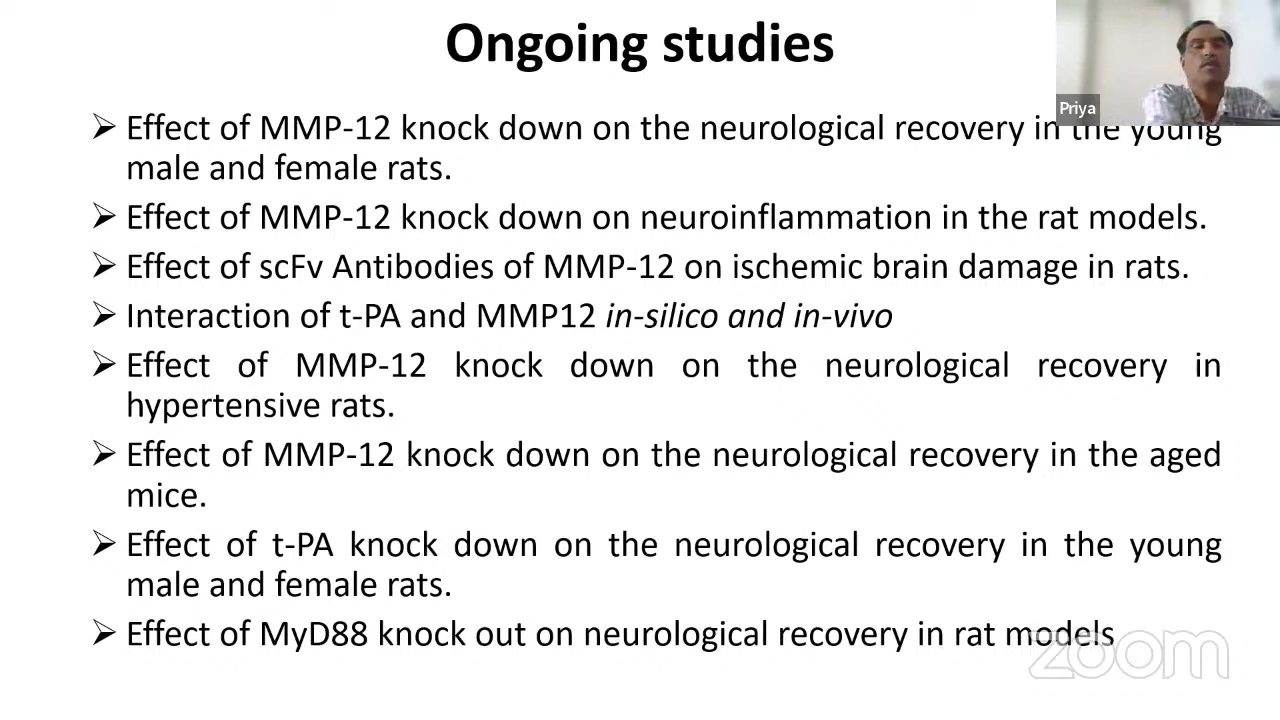 Ongoing studies
Priya
➢ Effect of MMP-12 knock down on the neurological recovery in the young
male and female rats.
➢ Effect of MMP-12 knock down on neuroinflammation in the rat models.
➢ Effect of scFv Antibodies of MMP-12 on ischemic brain damage in rats.
➢ Interaction of t-PA and MMP12 in-silico and in-vivo
➢ Effect of MMP-12 knock down on the neurological recovery in
hypertensive rats.
➢ Effect of MMP-12 knock down on the neurological recovery in the aged
mice.
➢ Effect of t-PA knock down on the neurological recovery in the young
male and female rats.
➢ Effect of MyD88 knock out on neurological recovery in rat models
zoom